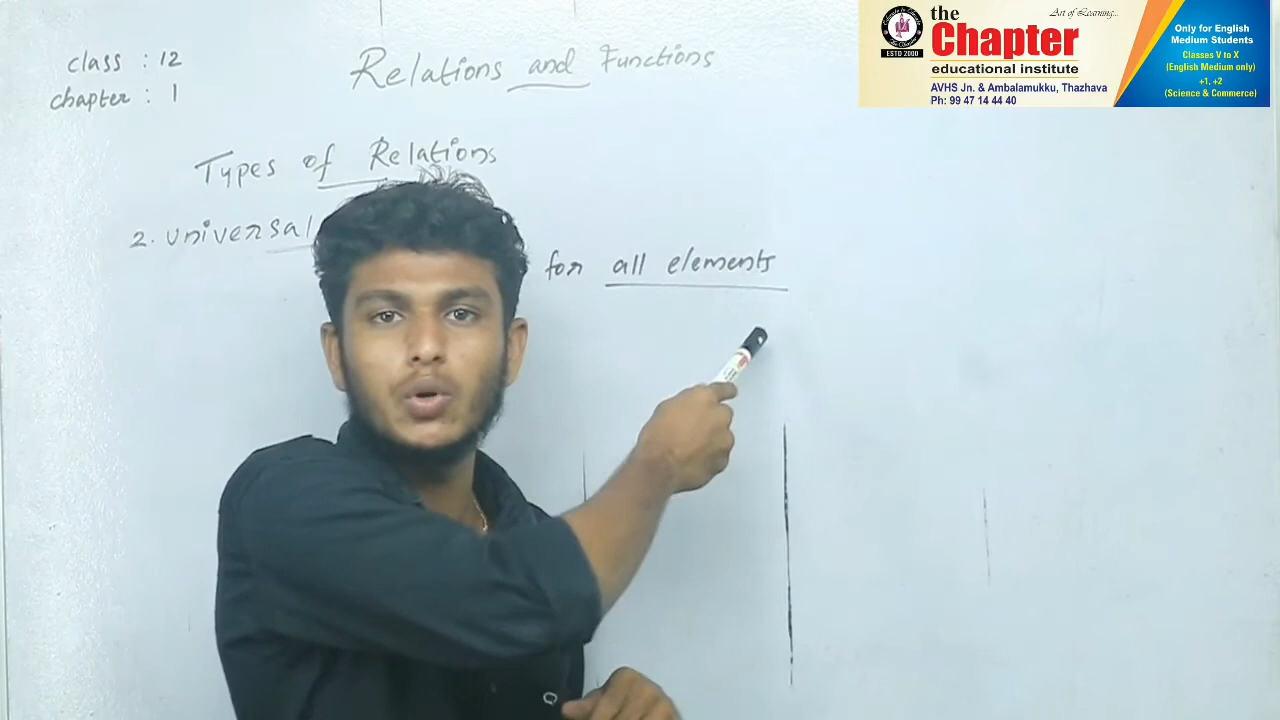 class : 12
chapter : 1
Relations and Functions
Types of Relations
2. universal
for all elements
the
Chapter
educational institute
Art of Learning...
ESTD 2000
AVHS Jn. & Ambalamukku, Thazhava
Ph: 99 47 14 44 40
Only for English
Medium Students
Classes V to X
(English Medium only)
+1, +2
(Science & Commerce)